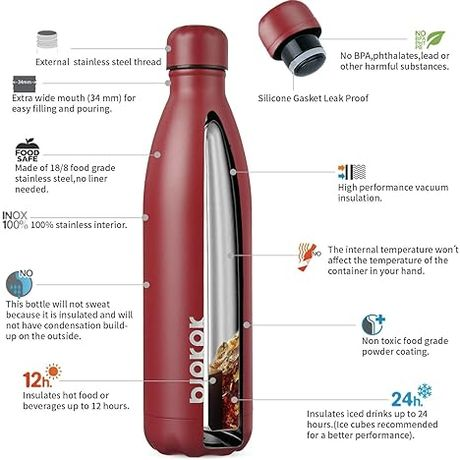 External stainless steel thread
34mm
Extra wide mouth (34 mm) for
easy filling and pouring.
FOOD
SAFE
Made of 18/8 food grade
stainless steel,no liner
needed.
INOX
100% 100% stainless interior.
NO
This bottle will not sweat
because it is insulated and will
not have condensation build-
up on the outside.
12h.
Insulates hot food or
beverages up to 12 hours.
bioror
NO
No BPA,phthalates,lead or
other harmful substances.
Silicone Gasket Leak Proof
High performance vacuum
insulation.
NO
The internal temperature won´t
affect the temperature of the
container in your hand.
Non toxic food grade
powder coating.
24h.
Insulates iced drinks up to 24
hours.(Ice cubes recommended
for a better performance).